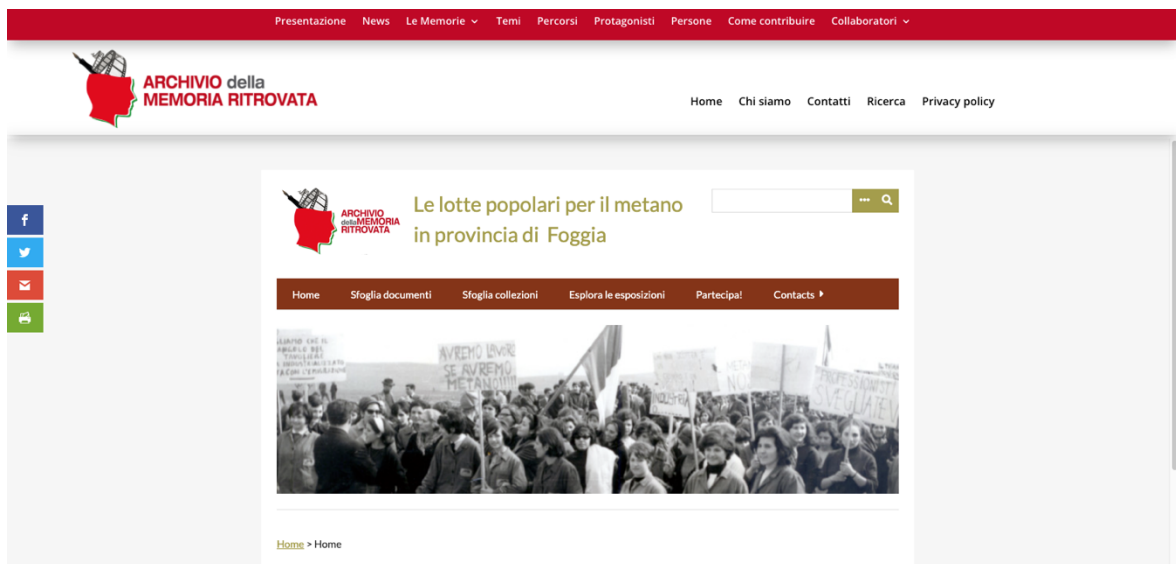 Presentazione News Le Memorie Temi Percorsi Protagonisti Persone Come contribuire Collaboratori
ARCHIVIO della
MEMORIA RITROVATA
Home Chi siamo Contatti Ricerca Privacy policy
ARCHIVIO
della MEMORIA
RITROVATA
Le lotte popolari per il metano
in provincia di Foggia
Home Sfoglia documenti Sfoglia collezioni Esplora le esposizioni Partecipa! Contacts
AVREMO LAVORO
SE AVREMO
METANO!!!!
SVEGLIATEVI
Home > Home